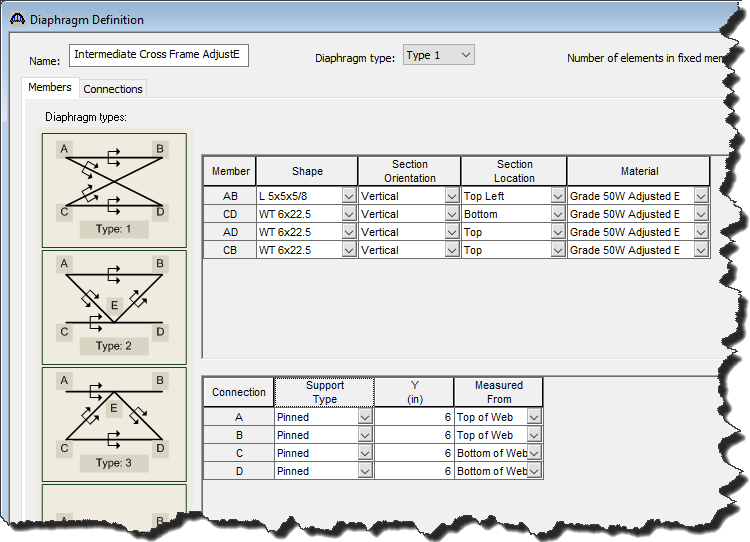 Diaphragm Definition
Name: Intermediate Cross Frame AdjustE Diaphragm type: Type 1 Number of elements in fixed
Members Connections
Diaphragm types:
A B
C D
Type: 1
A B
E
C D
Type: 2
A B
E
C D
Type: 3
A B
Member Shape Section Orientation Section Location Material
AB L 5x5x5/8 Vertical Top Left Grade 50W Adjusted E
CD WT 6x22.5 Vertical Bottom Grade 50W Adjusted E
AD WT 6x22.5 Vertical Top Grade 50W Adjusted E
CB WT 6x22.5 Vertical Top Grade 50W Adjusted E
Connection Support Type Y (in) Measured From
A Pinned 6 Top of Web
B Pinned 6 Top of Web
C Pinned 6 Bottom of Web
D Pinned 6 Bottom of Web